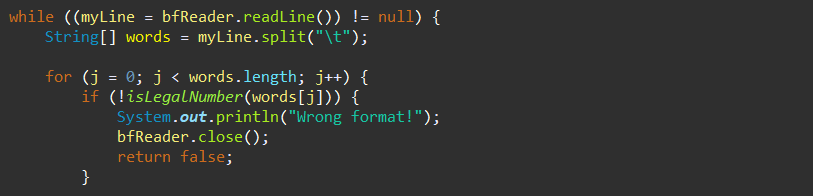 while ((myLine = bfReader.readLine()) != null) {
    String[] words = myLine.split("\t");

    for (j = 0; j < words.length; j++) {
        if (!isLegalNumber(words[j])) {
            System.out.println("Wrong format!");
            bfReader.close();
            return false;
        }